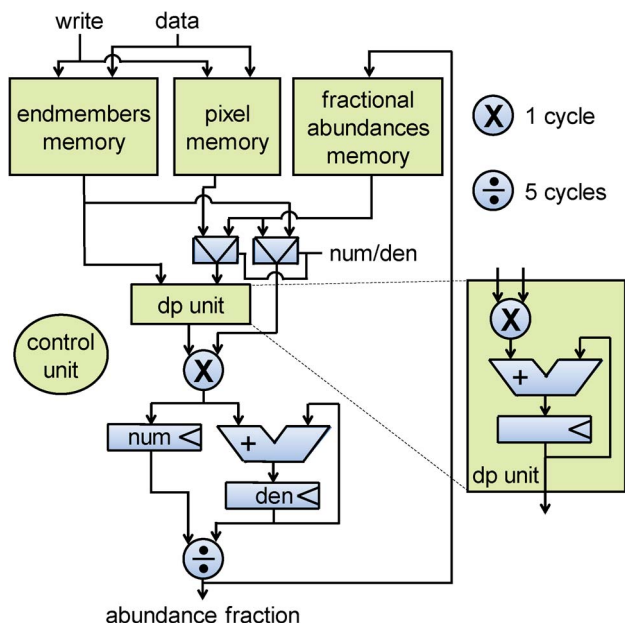 write
data
endmembers
memory
pixel
memory
fractional
abundances
memory
X
1 cycle
÷
5 cycles
num/den
dp unit
control
unit
X
X
+
num
+
den
dp unit
÷
abundance fraction